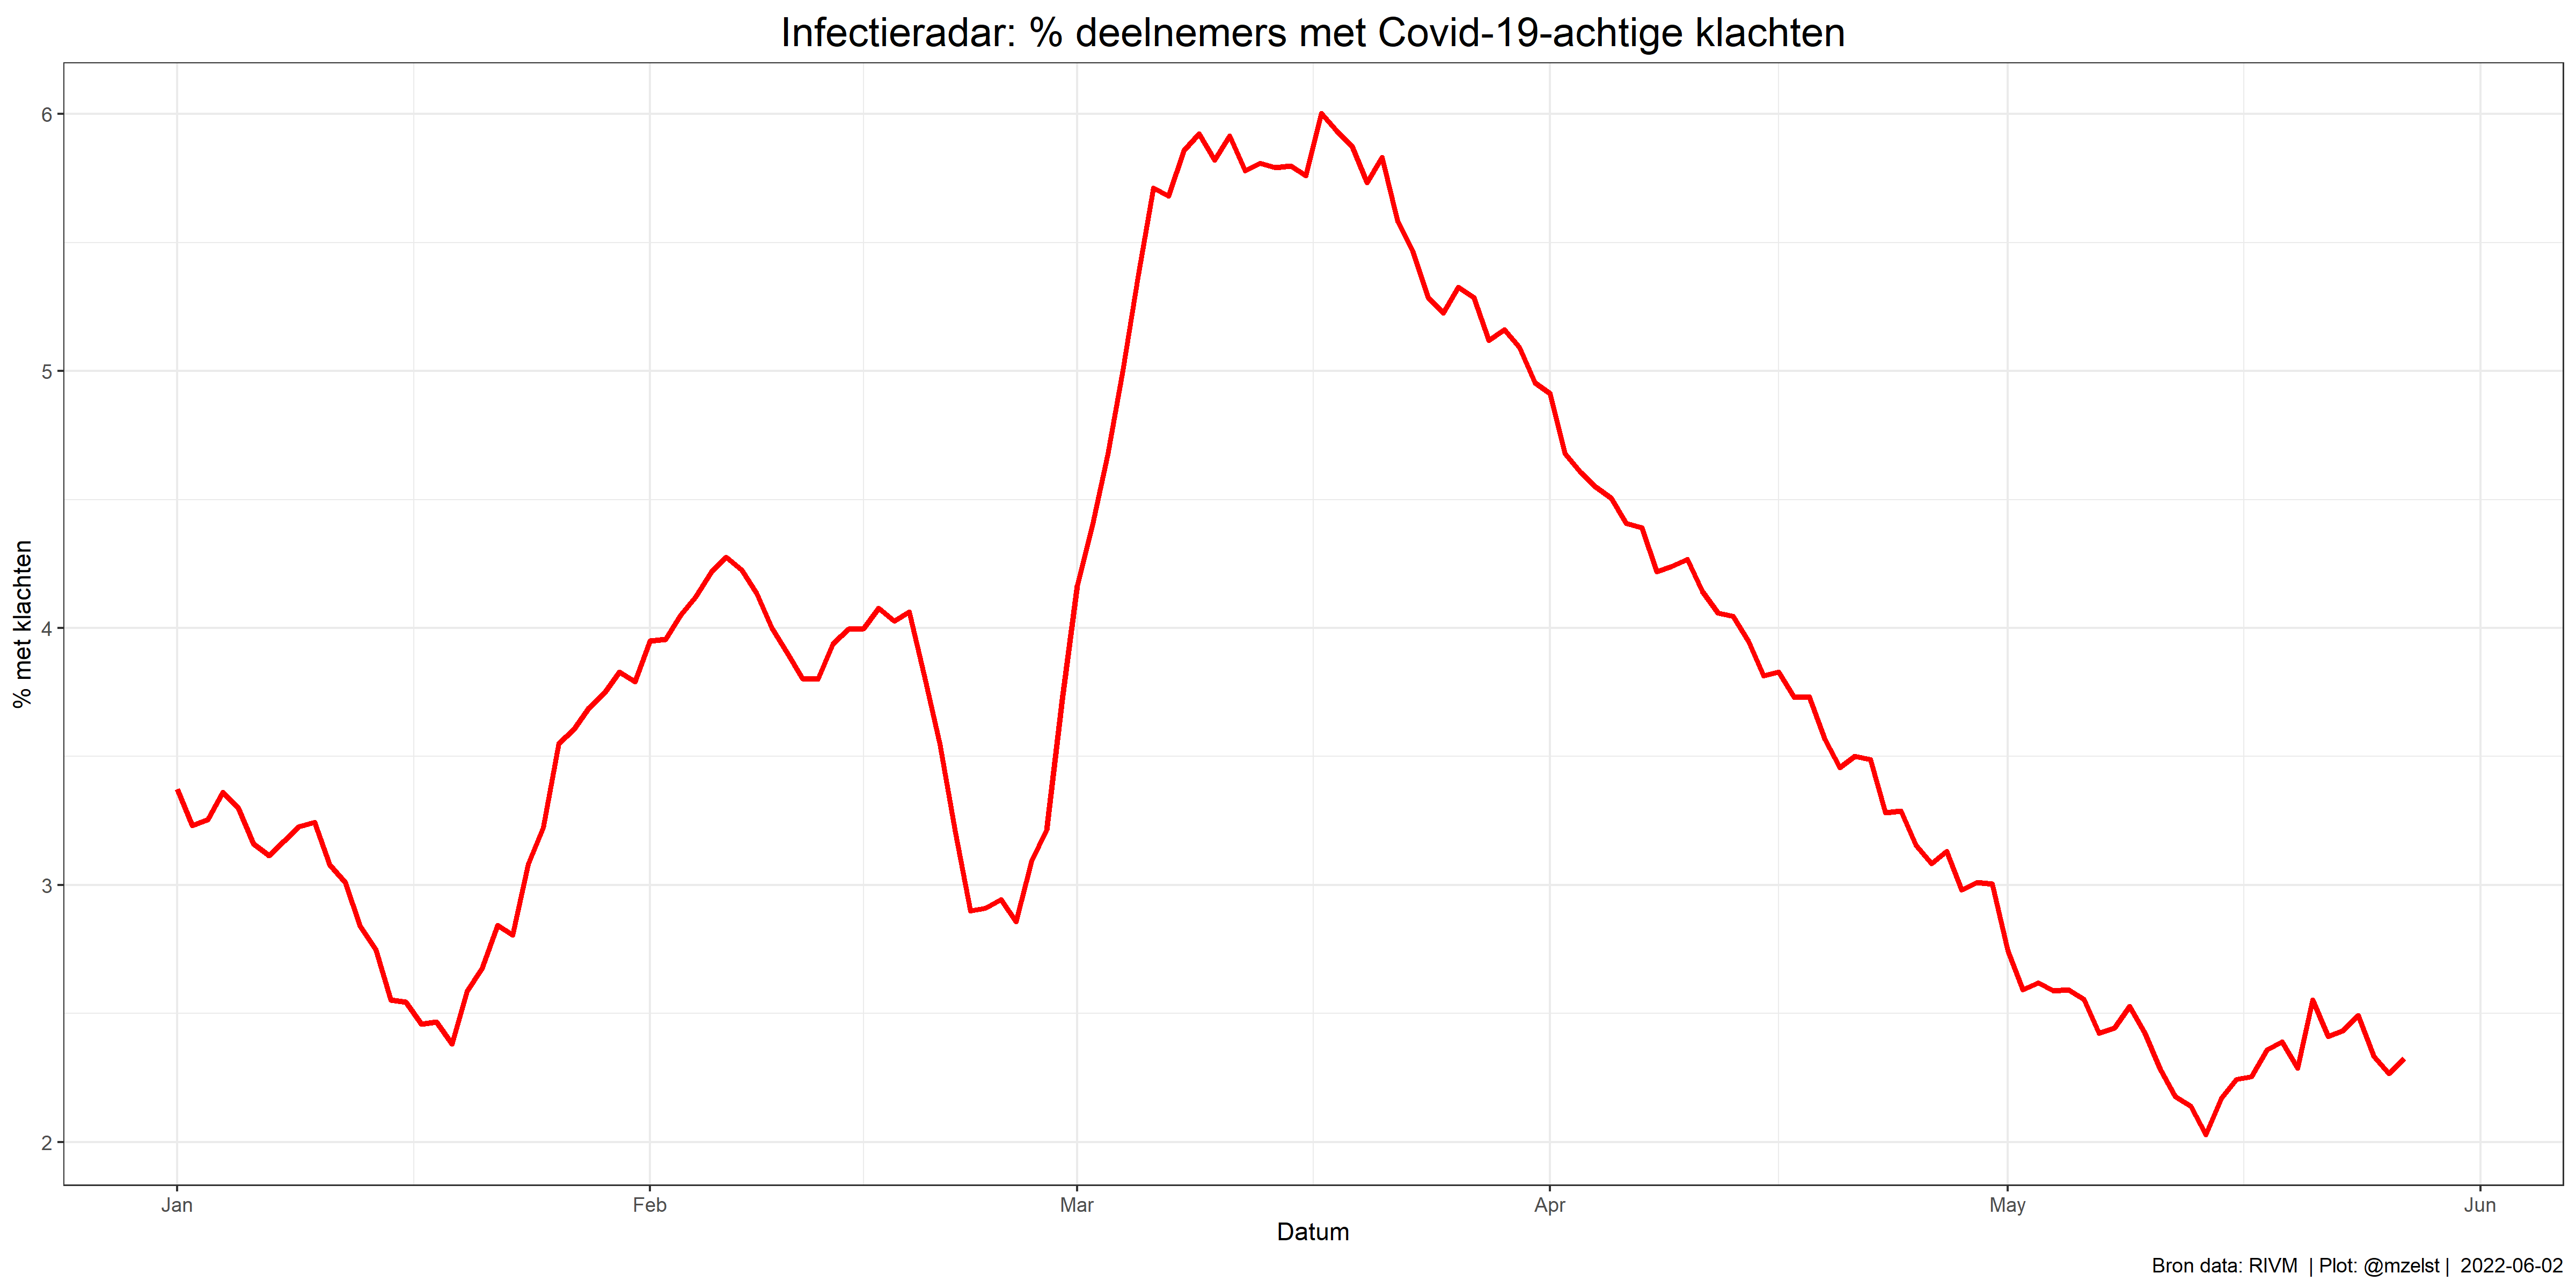 Infectieradar: % deelnemers met Covid-19-achtige klachten
6
5
4
3
2
% met klachten
Jan Feb Mar Apr May Jun
Datum
Bron data: RIVM | Plot: @mzelst | 2022-06-02